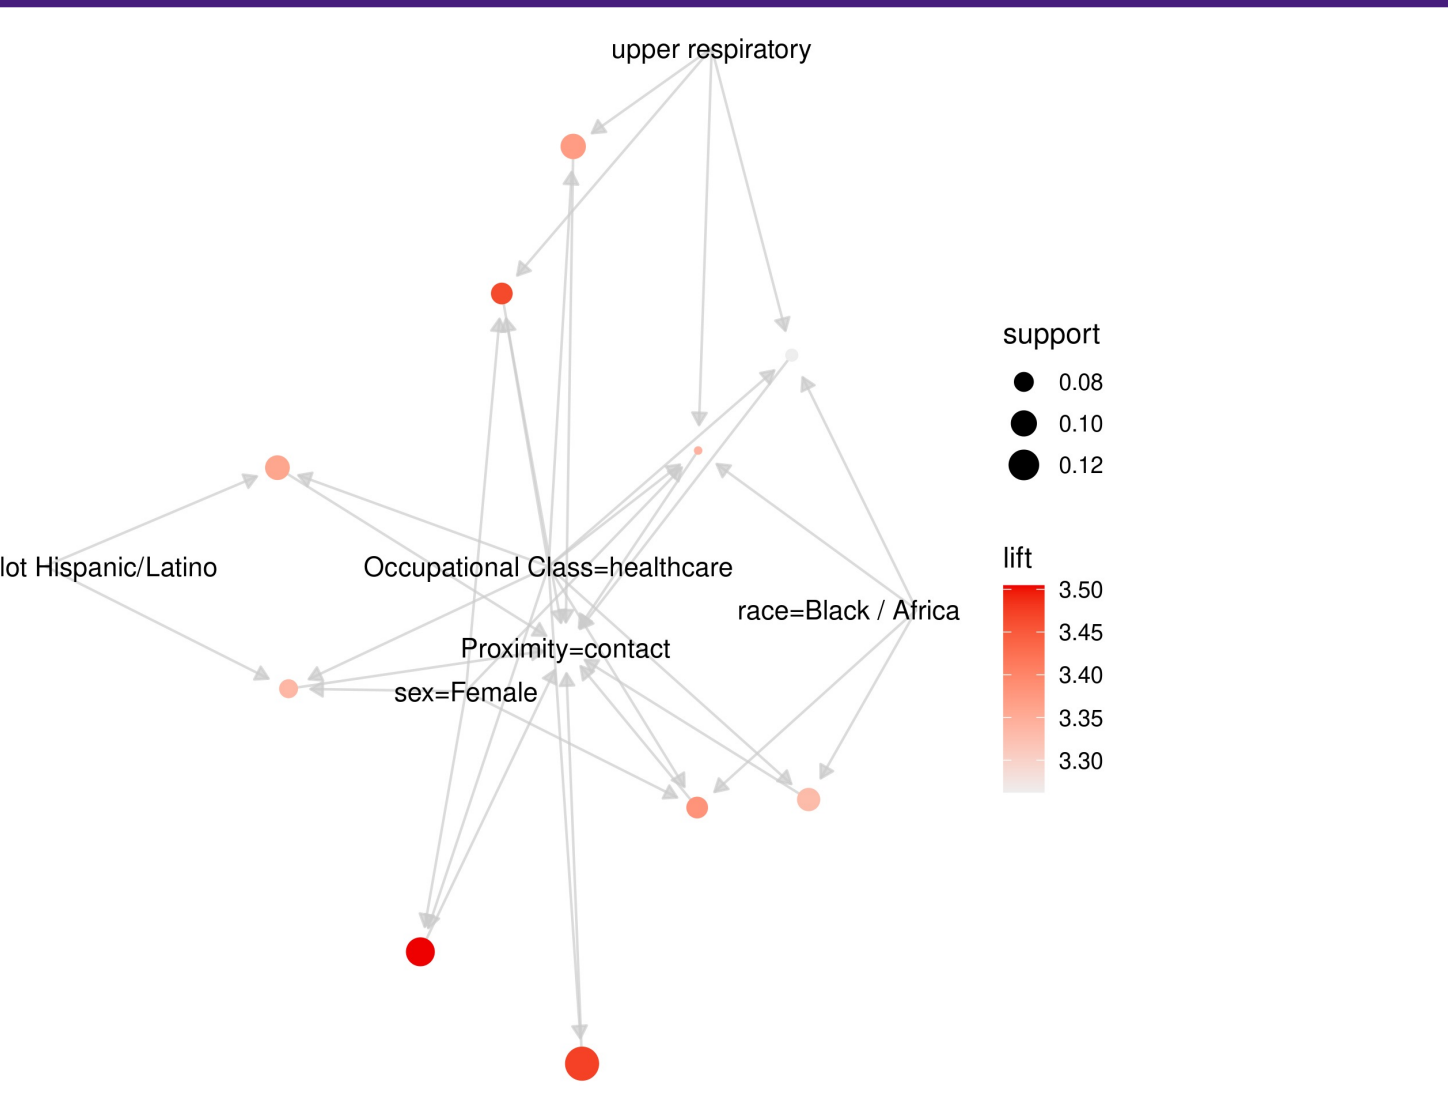 upper respiratory
lot Hispanic/Latino
Occupational Class=healthcare
race=Black / Africa
Proximity=contact
sex=Female
support
0.08
0.10
0.12
lift
3.50
3.45
3.40
3.35
3.30